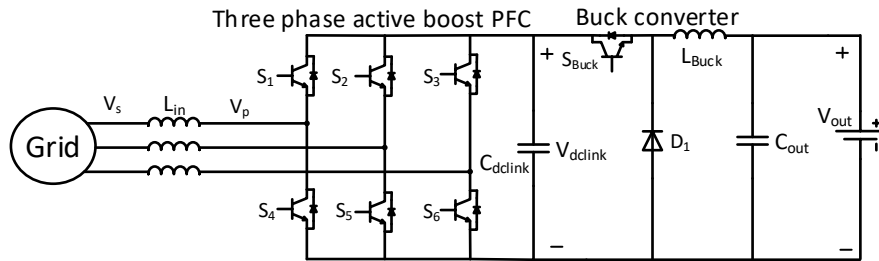 Three phase active boost PFC
Buck converter
S1
S2
S3
+
SBuck
LBuck
+
Vs
Lin
Vp
Grid
Cdclink
Vdclink
D1
Cout
Vout
+
-
S4
S5
S6
−
−